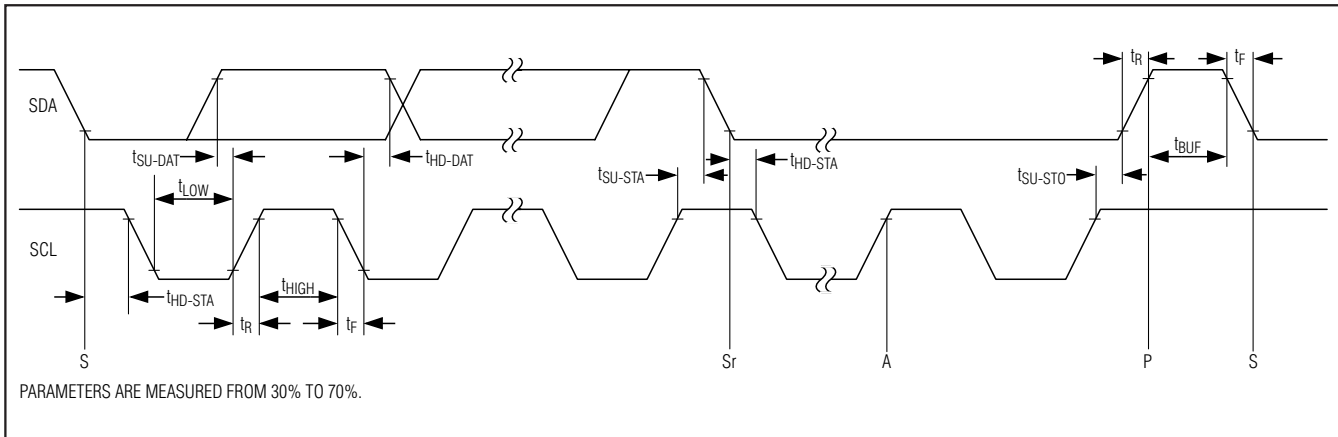 tR
tF
SDA
tSU-DAT
tHD-DAT
tHD-STA
tBUF
tSU-STA
tSU-STO
tLOW
SCL
tHIGH
tHD-STA
tR
tF
S
Sr
A
P
S
PARAMETERS ARE MEASURED FROM 30% TO 70%.